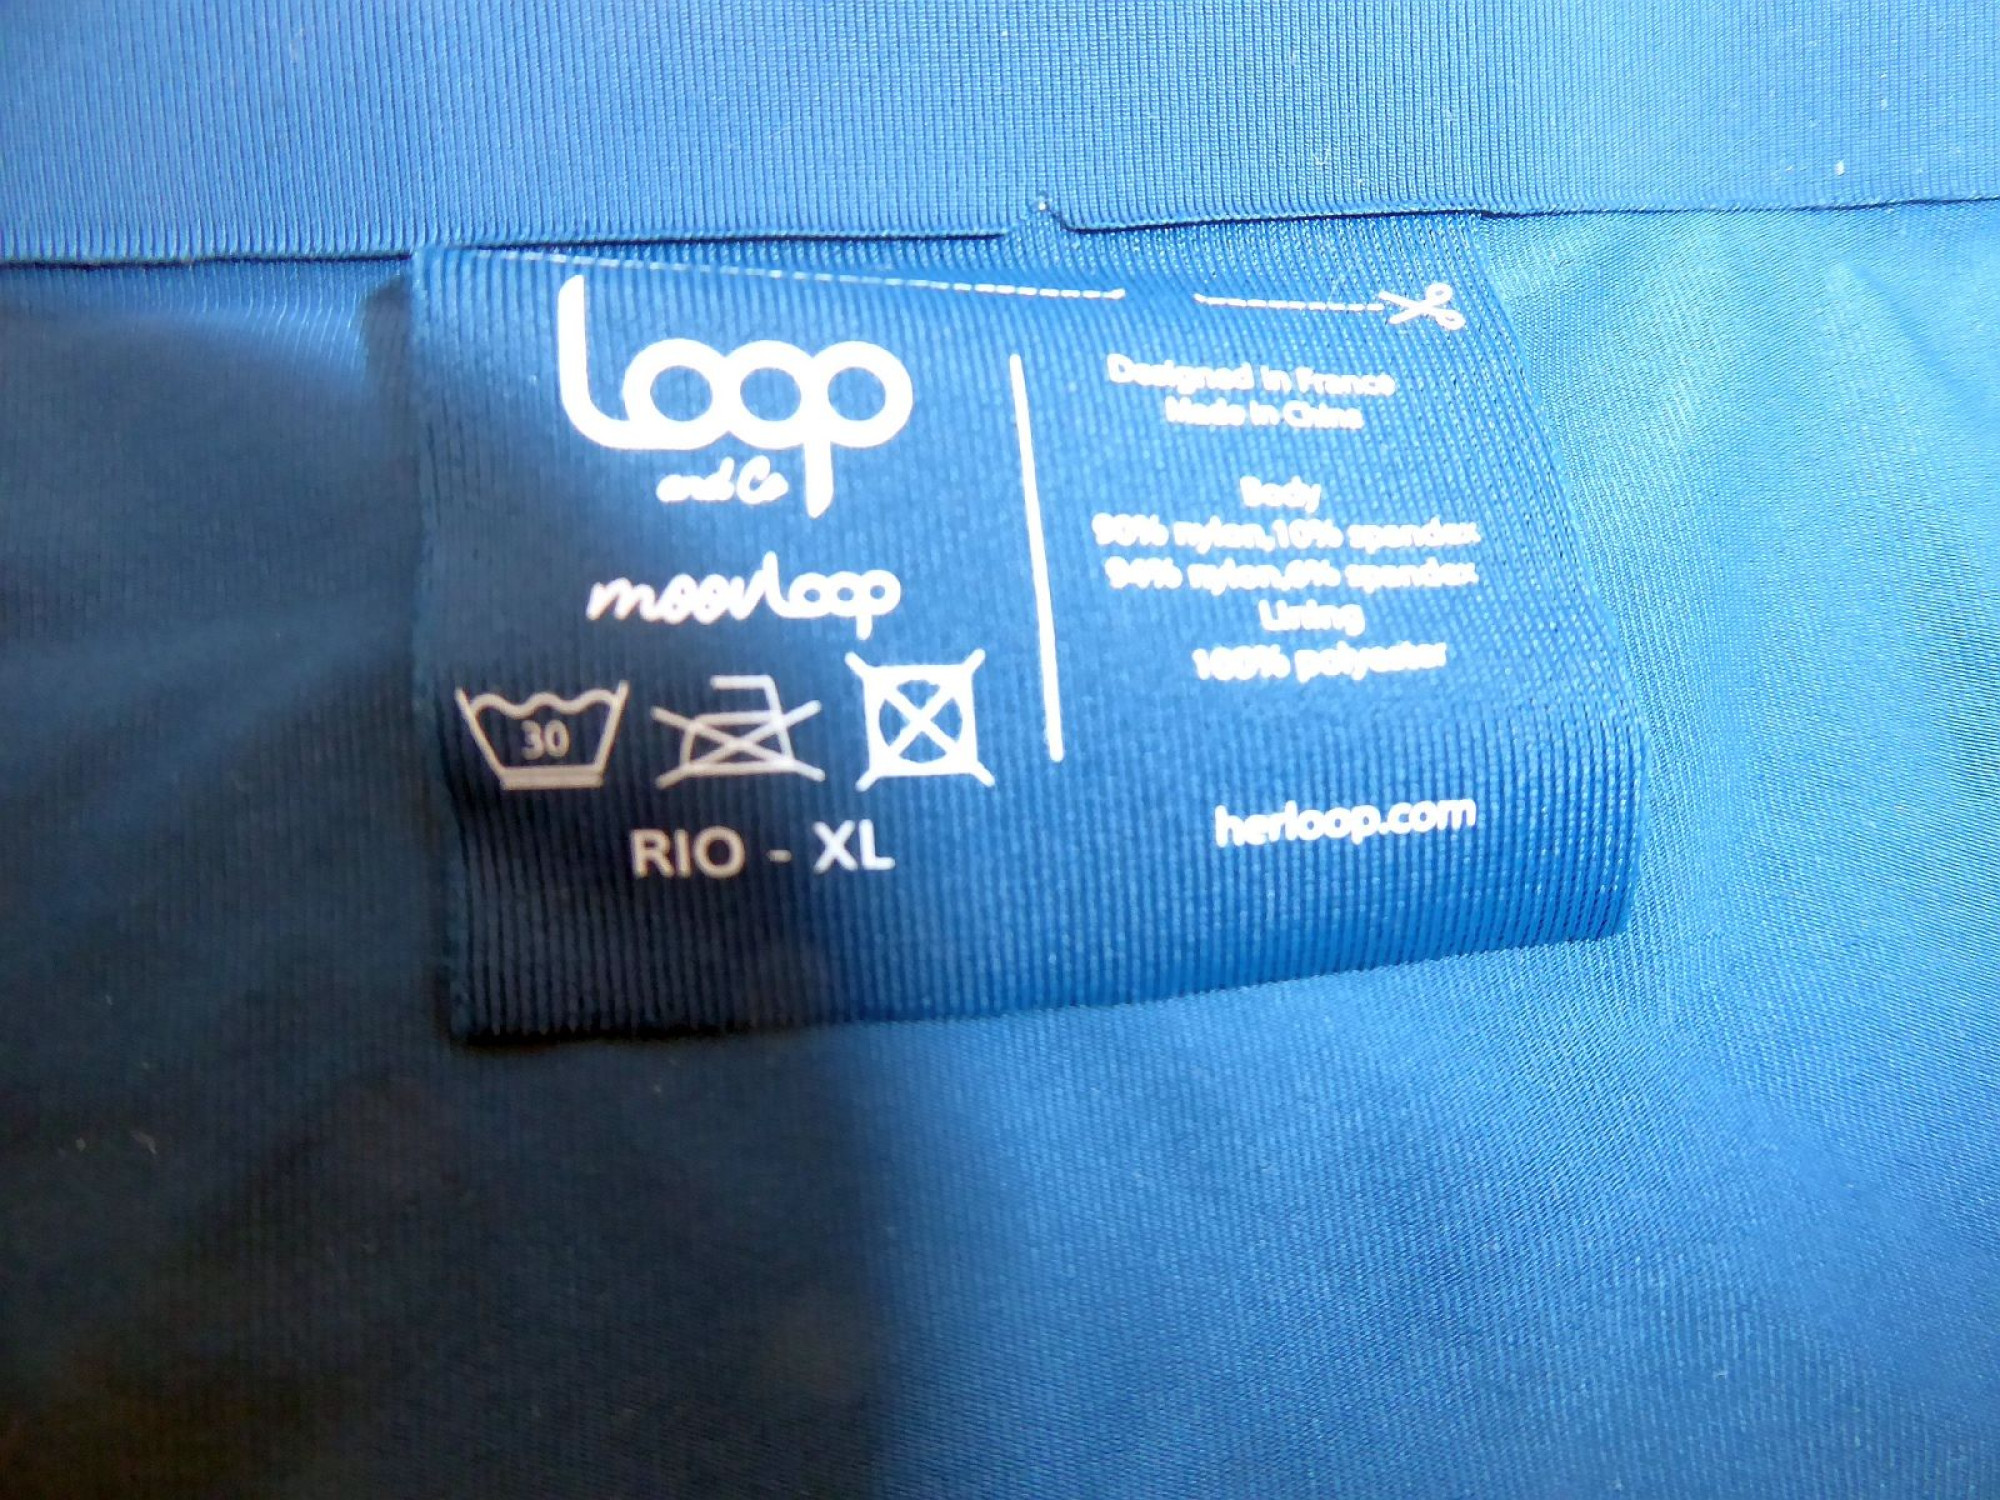 Loop
and Co
moovloop
30
RIO - XL
Designed in France
Made in China
Body
90% nylon,10% spandex
94% nylon,6% spandex
Lining
100% polyester
herloop.com